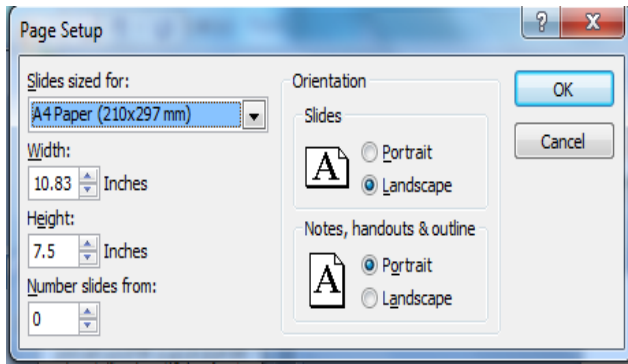 Page Setup
?
X
Slides sized for:
A4 Paper (210x297 mm)
Width:
10.83 Inches
Height:
7.5 Inches
Number slides from:
0
Orientation
Slides
A
Portrait
Landscape
Notes, handouts & outline
A
Portrait
Landscape
OK
Cancel